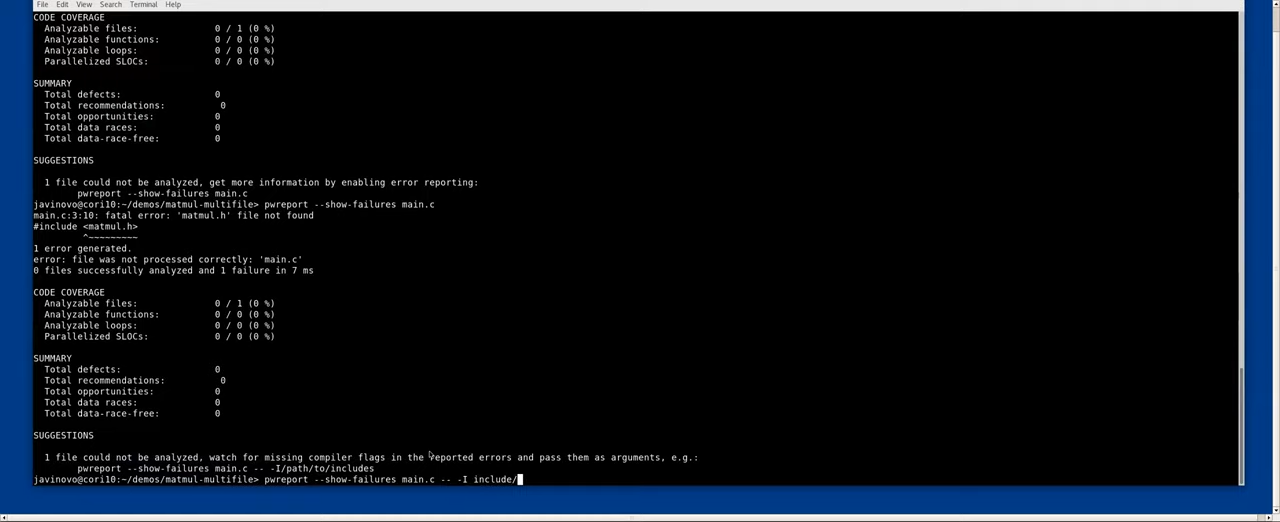 File Edit View Search Terminal Help
CODE COVERAGE
Analyzable files: 0 / 1 (0 %)
Analyzable functions: 0 / 0 (0 %)
Analyzable loops: 0 / 0 (0 %)
Parallelized SLOCs: 0 / 0 (0 %)
SUMMARY
Total defects: 0
Total recommendations: 0
Total opportunities: 0
Total data races: 0
Total data-race-free: 0
SUGGESTIONS
1 file could not be analyzed, get more information by enabling error reporting:
pwreport --show-failures main.c
javinovo@cori10:~/demos/matmul-multifile> pwreport --show-failures main.c
main.c:3:10: fatal error: 'matmul.h' file not found
#include <matmul.h>
^~~~~~~~~~
1 error generated.
error: file was not processed correctly: 'main.c'
0 files successfully analyzed and 1 failure in 7 ms
CODE COVERAGE
Analyzable files: 0 / 1 (0 %)
Analyzable functions: 0 / 0 (0 %)
Analyzable loops: 0 / 0 (0 %)
Parallelized SLOCs: 0 / 0 (0 %)
SUMMARY
Total defects: 0
Total recommendations: 0
Total opportunities: 0
Total data races: 0
Total data-race-free: 0
SUGGESTIONS
1 file could not be analyzed, watch for missing compiler flags in the reported errors and pass them as arguments, e.g.:
pwreport --show-failures main.c -- -I/path/to/includes
javinovo@cori10:~/demos/matmul-multifile> pwreport --show-failures main.c -- -I include/